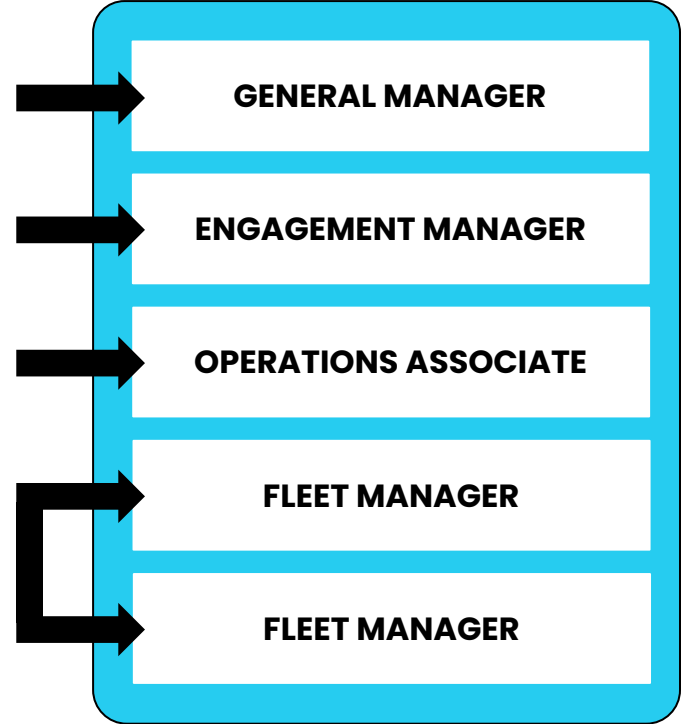 GENERAL MANAGER
ENGAGEMENT MANAGER
OPERATIONS ASSOCIATE
FLEET MANAGER
FLEET MANAGER